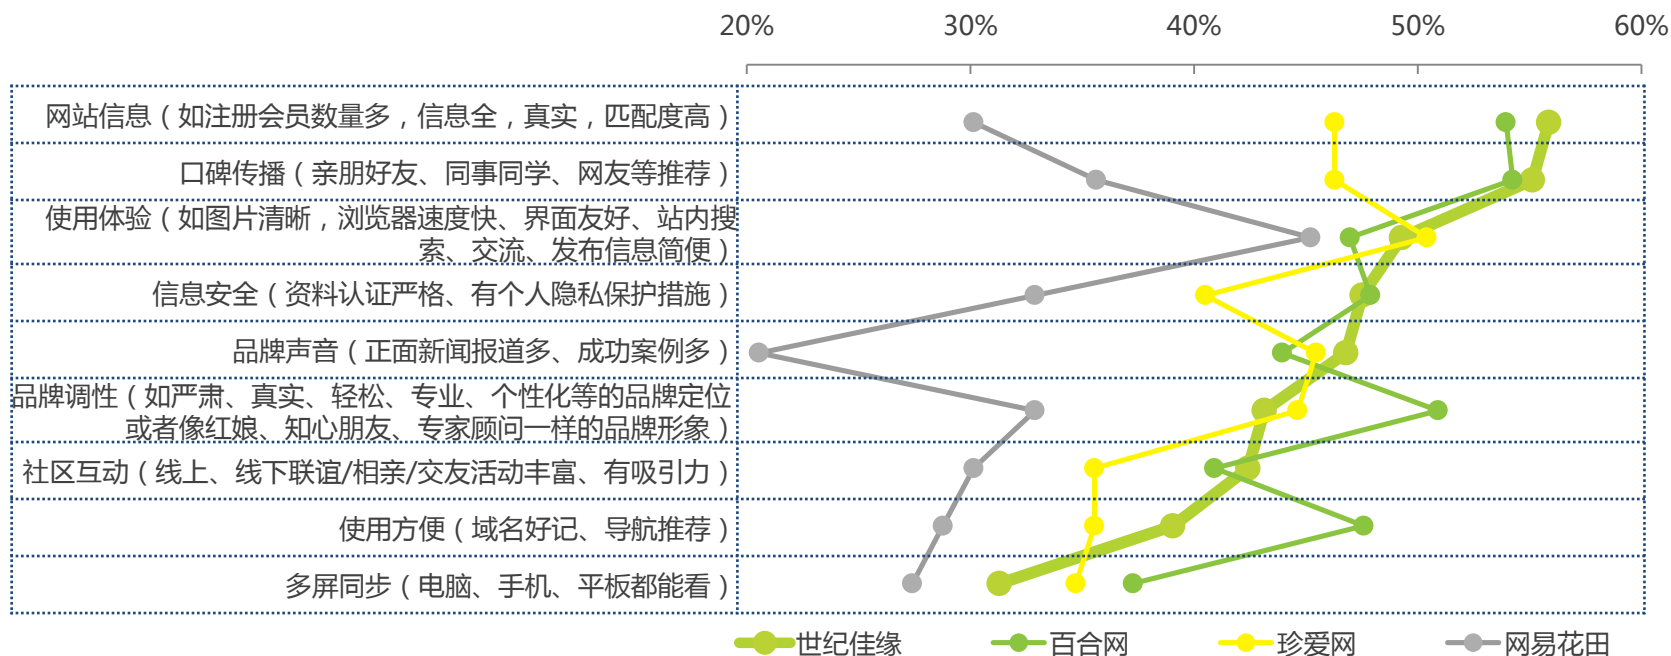 20% 30% 40% 50% 60%
网站信息（如注册会员数量多，信息全，真实，匹配度高）
口碑传播（亲朋好友、同事同学、网友等推荐）
使用体验（如图片清晰，浏览器速度快、界面友好、站内搜
索、交流、发布信息简便）
信息安全（资料认证严格、有个人隐私保护措施）
品牌声音（正面新闻报道多、成功案例多）
品牌调性（如严肃、真实、轻松、专业、个性化等的品牌定位
或者像红娘、知心朋友、专家顾问一样的品牌形象）
社区互动（线上、线下联谊/相亲/交友活动丰富、有吸引力）
使用方便（域名好记、导航推荐）
多屏同步（电脑、手机、平板都能看）
世纪佳缘 百合网 珍爱网 网易花田